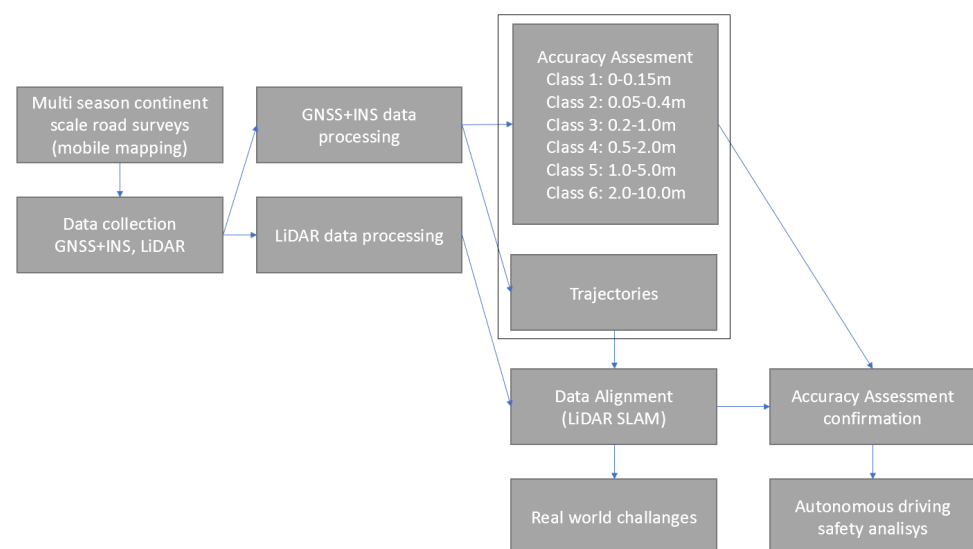 Multi season continent
scale road surveys
(mobile mapping)
Data collection
GNSS+INS, LiDAR
GNSS+INS data
processing
LiDAR data processing
Accuracy Assesment
Class 1: 0-0.15m
Class 2: 0.05-0.4m
Class 3: 0.2-1.0m
Class 4: 0.5-2.0m
Class 5: 1.0-5.0m
Class 6: 2.0-10.0m
Trajectories
Data Alignment
(LiDAR SLAM)
Accuracy Assessment
confirmation
Real world challanges
Autonomous driving
safety analisys